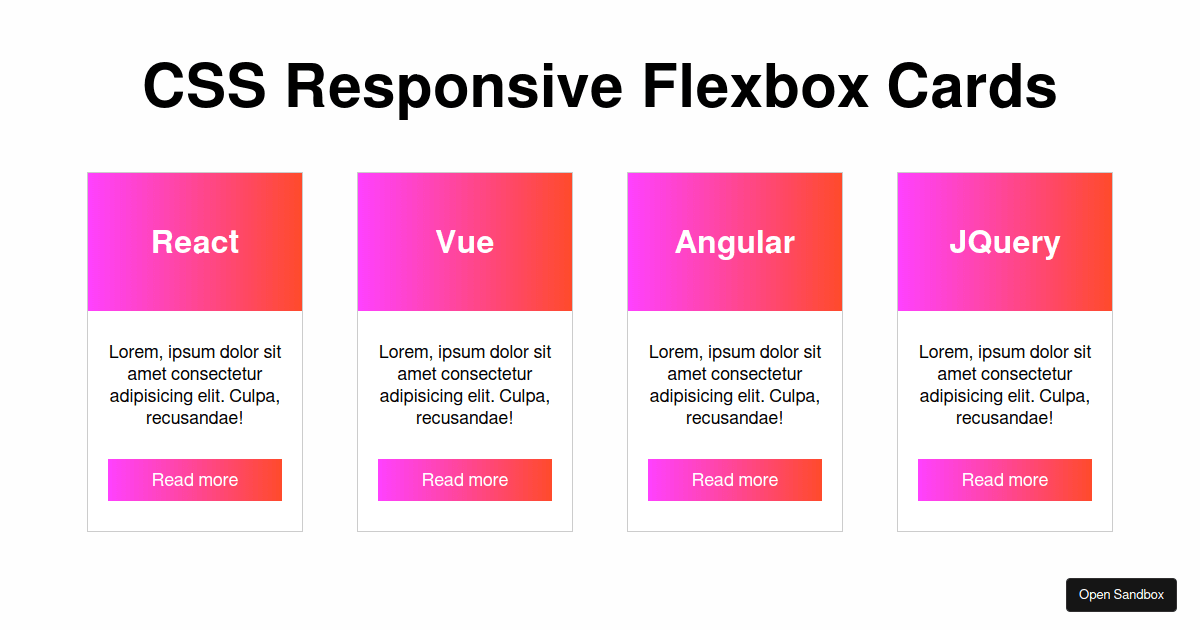 CSS Responsive Flexbox Cards
React
Lorem, ipsum dolor sit
amet consectetur
adipisicing elit. Culpa,
recusandae!
Read more
Vue
Lorem, ipsum dolor sit
amet consectetur
adipisicing elit. Culpa,
recusandae!
Read more
Angular
Lorem, ipsum dolor sit
amet consectetur
adipisicing elit. Culpa,
recusandae!
Read more
JQuery
Lorem, ipsum dolor sit
amet consectetur
adipisicing elit. Culpa,
recusandae!
Read more
Open Sandbox